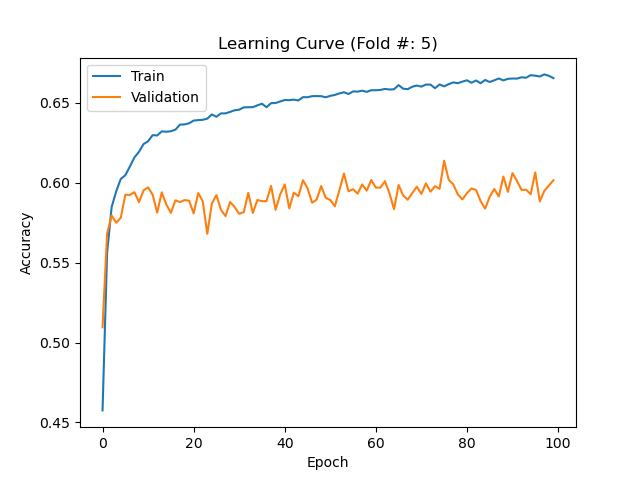 Learning Curve (Fold #: 5)
Train
Validation
0.65
0.60
0.55
0.50
0.45
Accuracy
0 20 40 60 80 100
Epoch